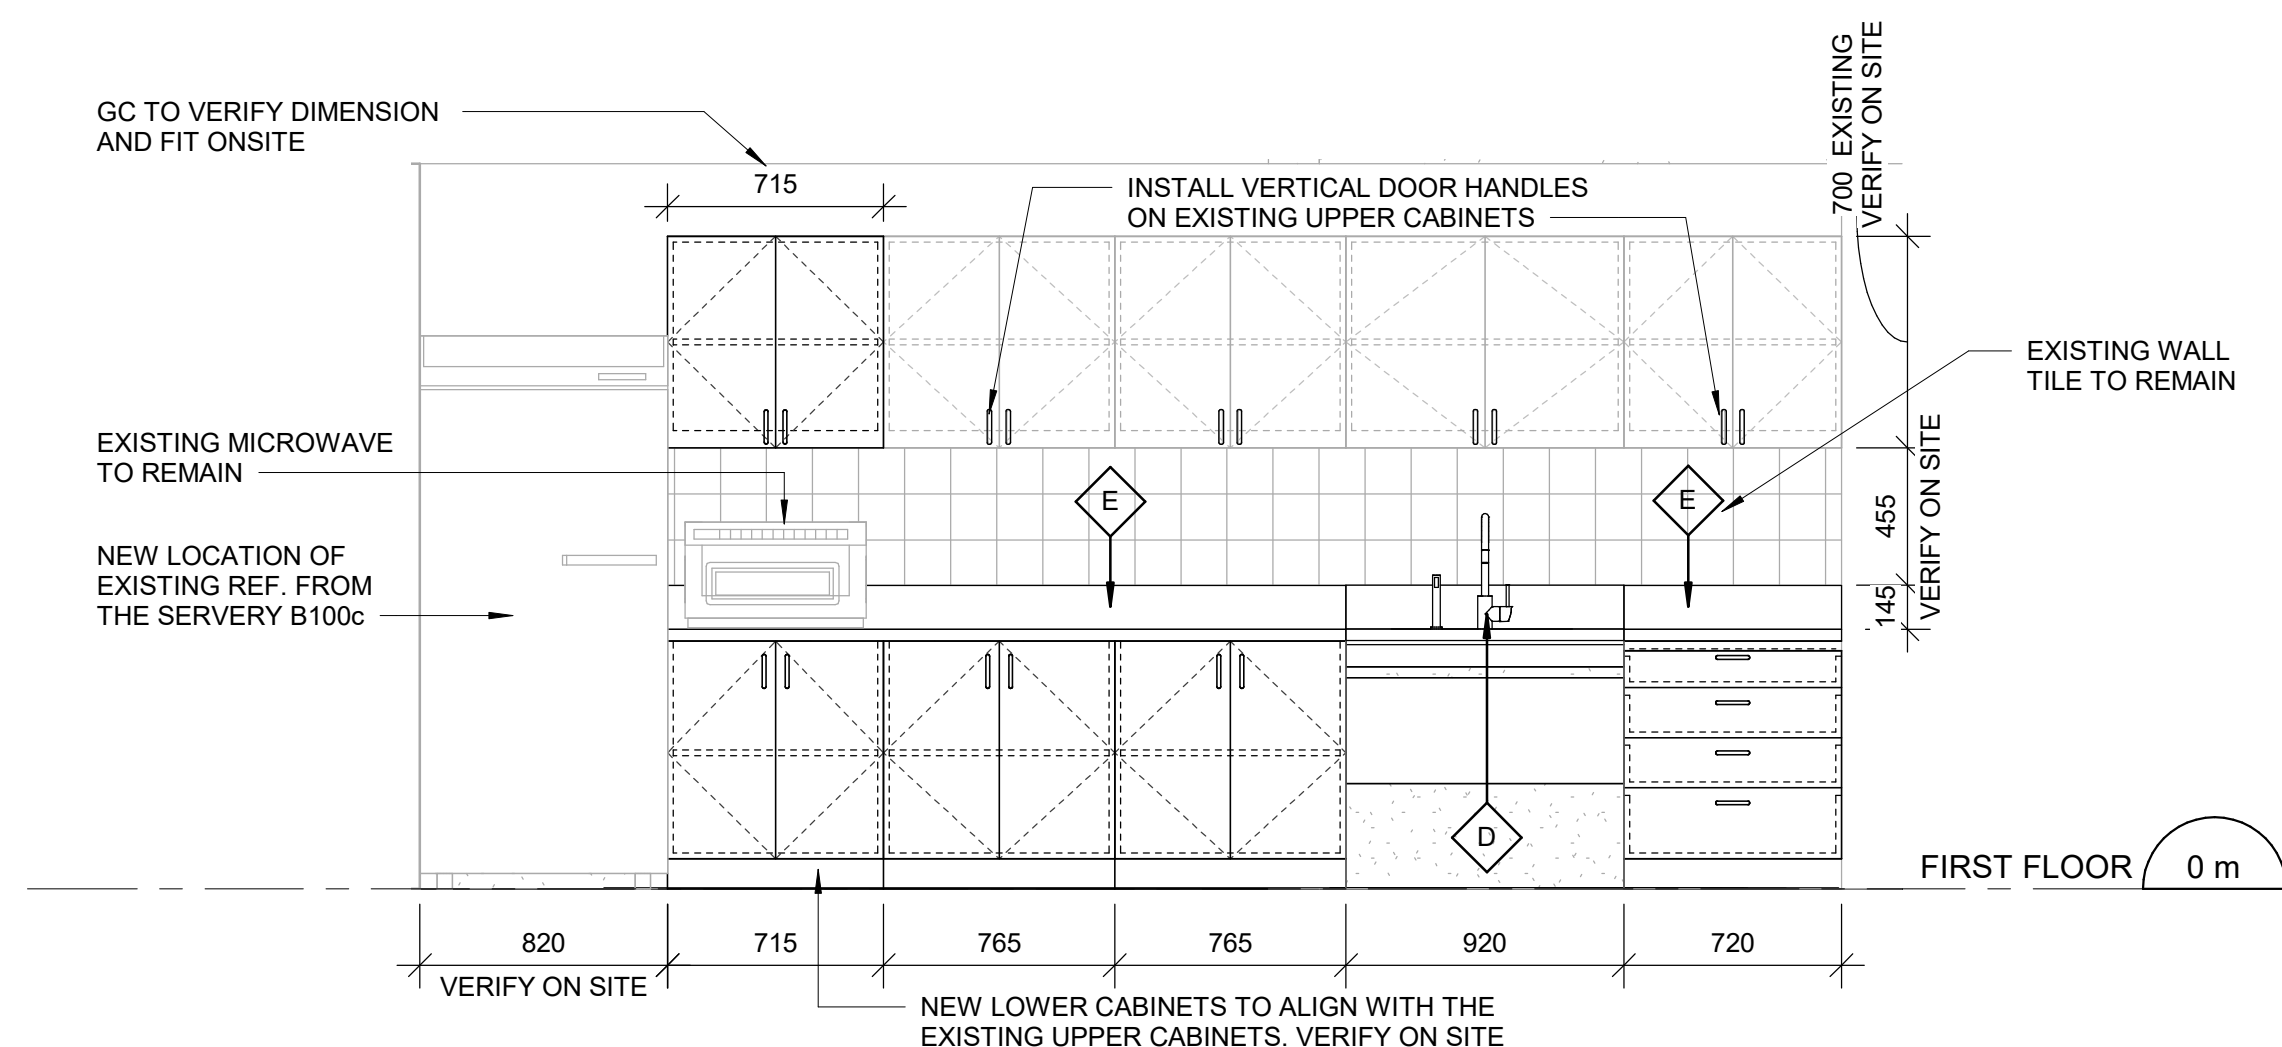 700 EXISTING
VERIFY ON SITE
GC TO VERIFY DIMENSION
AND FIT ONSITE
715
INSTALL VERTICAL DOOR HANDLES
ON EXISTING UPPER CABINETS
EXISTING WALL
TILE TO REMAIN
EXISTING MICROWAVE
TO REMAIN
E
E
455
145
VERIFY ON SITE
NEW LOCATION OF
EXISTING REF. FROM
THE SERVERY B100c
D
FIRST FLOOR
0 m
820
715
765
765
920
720
VERIFY ON SITE
NEW LOWER CABINETS TO ALIGN WITH THE
EXISTING UPPER CABINETS. VERIFY ON SITE